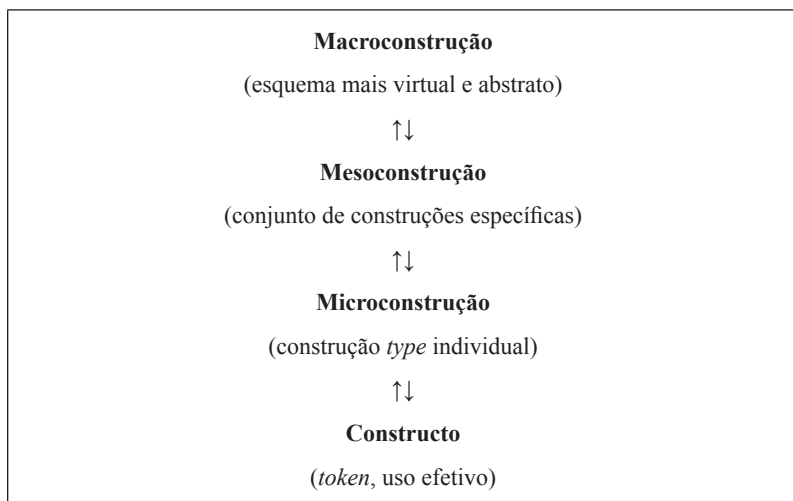 Macroconstrução
(esquema mais virtual e abstrato)
↑↓
Mesoconstrução
(conjunto de construções específicas)
↑↓
Microconstrução
(construção type individual)
↑↓
Constructo
(token, uso efetivo)